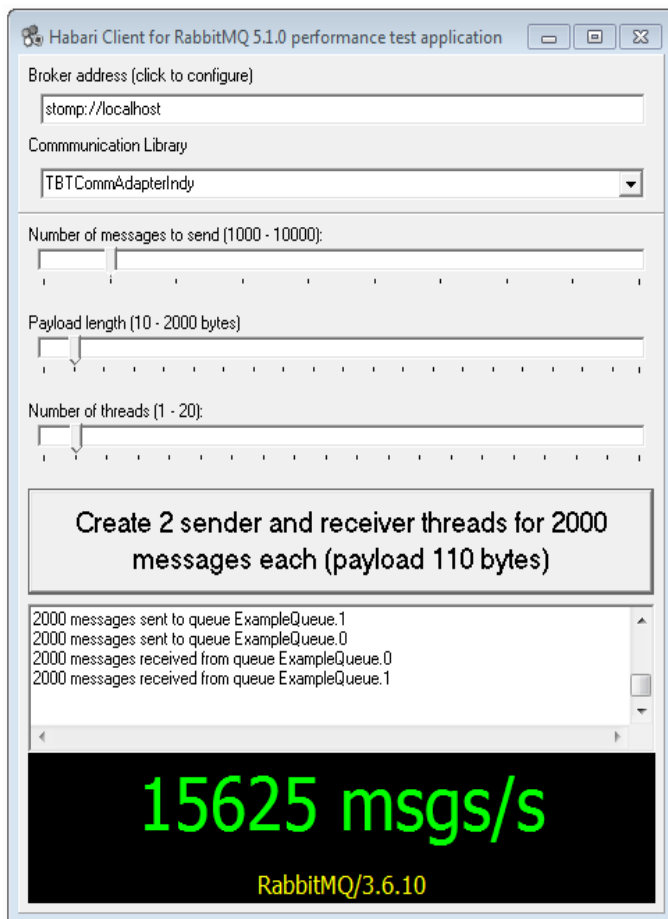 Habari Client for RabbitMQ 5.1.0 performance test application
Broker address (click to configure)
stomp://localhost
Commmunication Library
TBTCommAdapterIndy
Number of messages to send (1000 - 10000):
Payload length (10 - 2000 bytes)
Number of threads (1 - 20):
Create 2 sender and receiver threads for 2000
messages each (payload 110 bytes)
2000 messages sent to queue ExampleQueue.1
2000 messages sent to queue ExampleQueue.0
2000 messages received from queue ExampleQueue.0
2000 messages received from queue ExampleQueue.1
15625 msgs/s
RabbitMQ/3.6.10